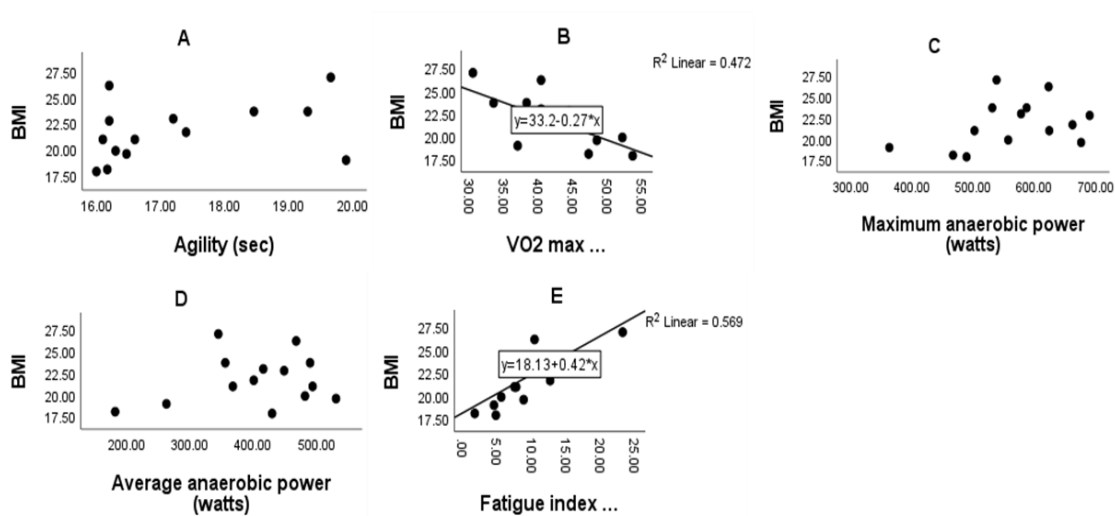 A
BMI
27.50
25.00
22.50
20.00
17.50
16.00 17.00 18.00 19.00 20.00
Agility (sec)
B
R2 Linear = 0.472
BMI
27.50
25.00
22.50
20.00
17.50
y=33.2-0.27*x
30.00 35.00 40.00 45.00 50.00 55.00
VO2 max ...
C
BMI
27.50
25.00
22.50
20.00
17.50
300.00 400.00 500.00 600.00 700.00
Maximum anaerobic power
(watts)
D
BMI
27.50
25.00
22.50
20.00
17.50
200.00 300.00 400.00 500.00
Average anaerobic power
(watts)
E
R2 Linear = 0.569
BMI
27.50
25.00
22.50
20.00
17.50
y=18.13+0.42*x
.00 5.00 10.00 15.00 20.00 25.00
Fatigue index ...